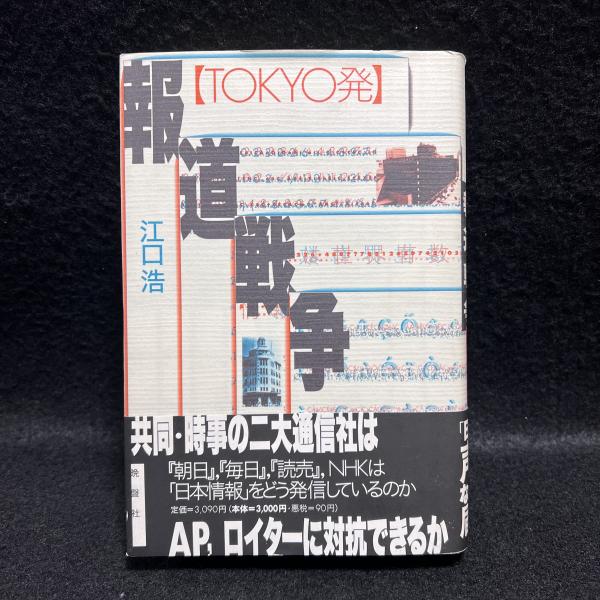 【TOKYO発】
報道戦争
江口浩
共同・時事の二大通信社は
『朝日』,『毎日』,『読売』, NHKは
「日本情報」をどう発信しているのか
定価=3,090円(本体=3,000円・悪税=90円)
AP, ロイターに対抗できるか
晩聲社